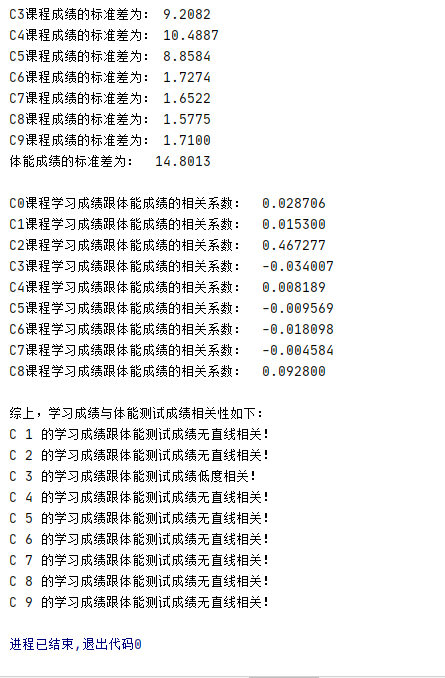 C3课程成绩的标准差为: 9.2082
C4课程成绩的标准差为: 10.4887
C5课程成绩的标准差为: 8.8584
C6课程成绩的标准差为: 1.7274
C7课程成绩的标准差为: 1.6522
C8课程成绩的标准差为: 1.5775
C9课程成绩的标准差为: 1.7100
体能成绩的标准差为: 14.8013
C0课程学习成绩跟体能成绩的相关系数: 0.028706
C1课程学习成绩跟体能成绩的相关系数: 0.015300
C2课程学习成绩跟体能成绩的相关系数: 0.467277
C3课程学习成绩跟体能成绩的相关系数: -0.034007
C4课程学习成绩跟体能成绩的相关系数: 0.008189
C5课程学习成绩跟体能成绩的相关系数: -0.009569
C6课程学习成绩跟体能成绩的相关系数: -0.018098
C7课程学习成绩跟体能成绩的相关系数: -0.004584
C8课程学习成绩跟体能成绩的相关系数: 0.092800
综上，学习成绩与体能测试成绩相关性如下:
C 1 的学习成绩跟体能测试成绩无直线相关!
C 2 的学习成绩跟体能测试成绩无直线相关!
C 3 的学习成绩跟体能测试成绩低度相关!
C 4 的学习成绩跟体能测试成绩无直线相关!
C 5 的学习成绩跟体能测试成绩无直线相关!
C 6 的学习成绩跟体能测试成绩无直线相关!
C 7 的学习成绩跟体能测试成绩无直线相关!
C 8 的学习成绩跟体能测试成绩无直线相关!
C 9 的学习成绩跟体能测试成绩无直线相关!
进程已结束,退出代码0